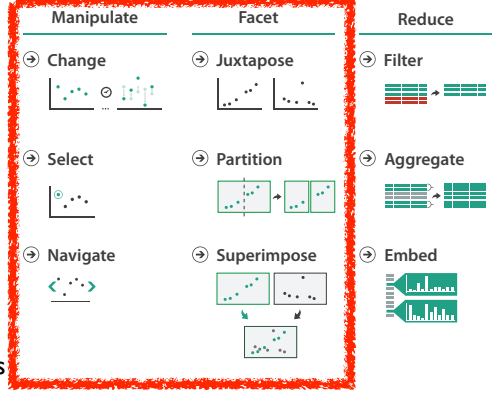 Manipulate Facet Reduce
Change Juxtapose Filter
...
Select Partition Aggregate
Navigate Superimpose Embed
s